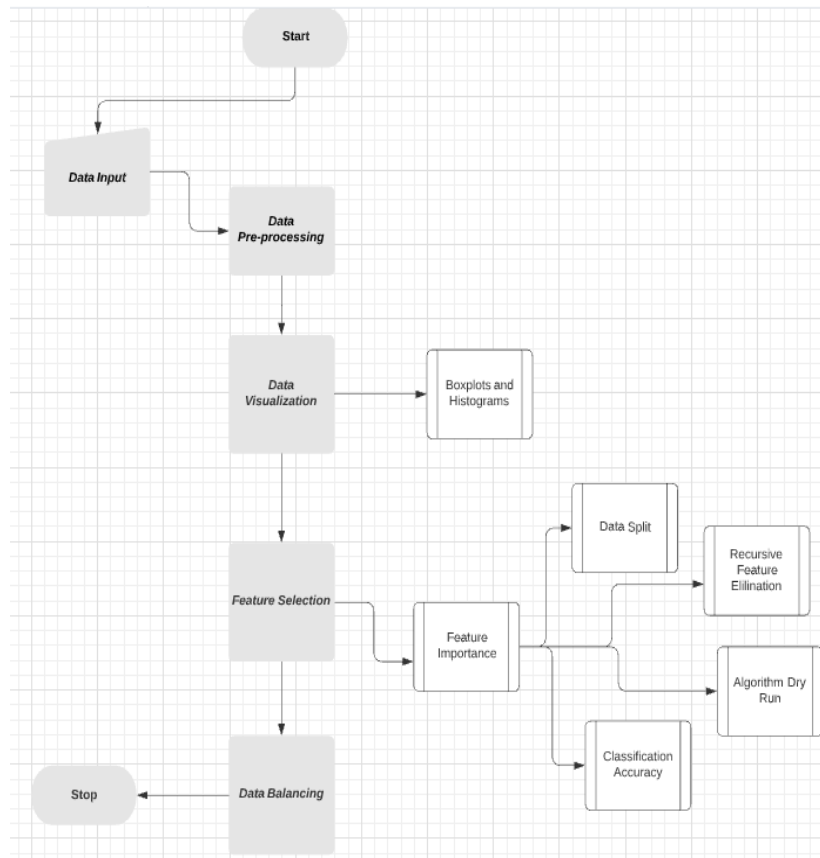 Start
Data Input
Data
Pre-processing
Data
Visualization
Boxplots and
Histograms
Data Split
Recursive
Feature
Elilination
Feature Selection
Feature
Importance
Algorithm Dry
Run
Classification
Accuracy
Stop
Data Balancing